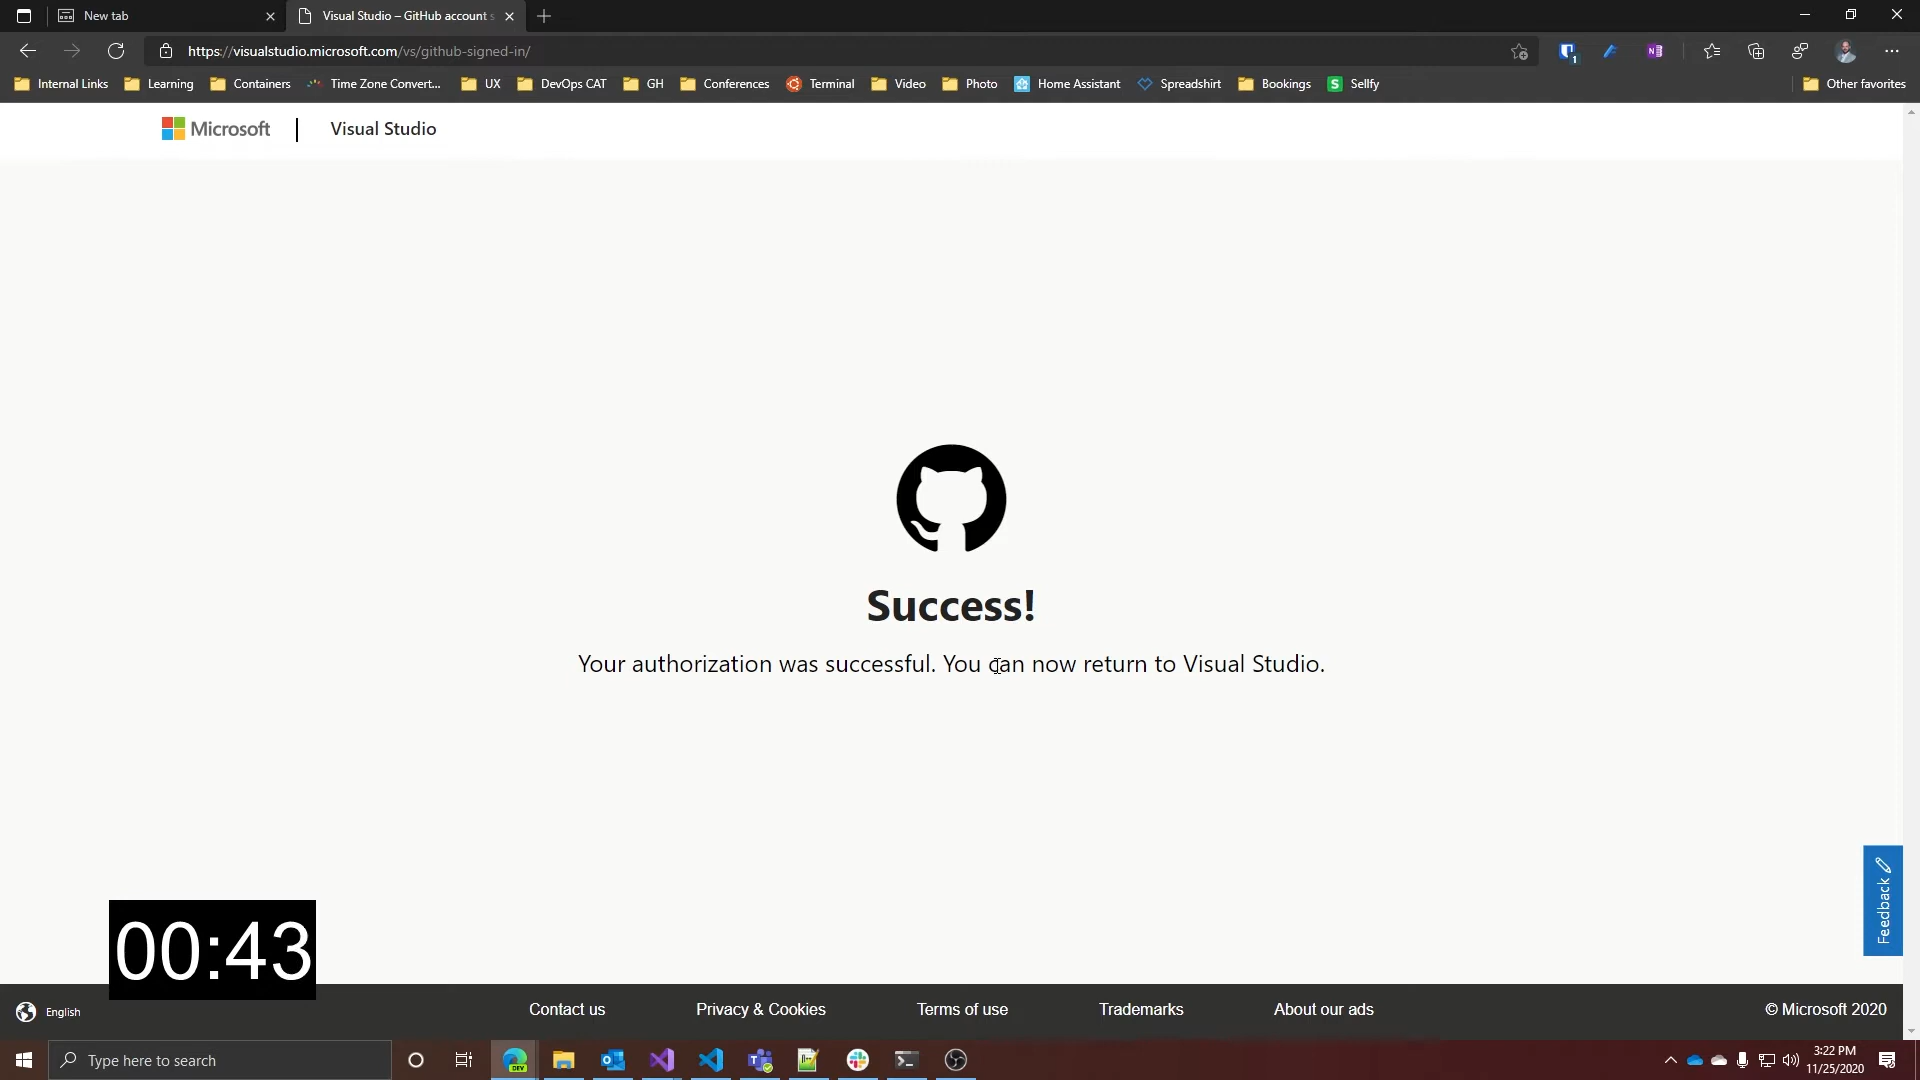 New tab
Visual Studio – GitHub account s
https://visualstudio.microsoft.com/vs/github-signed-in/
1
N
Internal Links
Learning
Containers
Time Zone Convert...
UX
DevOps CAT
GH
Conferences
Terminal
Video
Photo
Home Assistant
Spreadshirt
Bookings
S
Sellfy
Other favorites
Microsoft
Visual Studio
Success!
Your authorization was successful. You can now return to Visual Studio.
Feedback
00:43
English
Contact us
Privacy & Cookies
Terms of use
Trademarks
About our ads
© Microsoft 2020
Type here to search
DEV
3:22 PM
11/25/2020